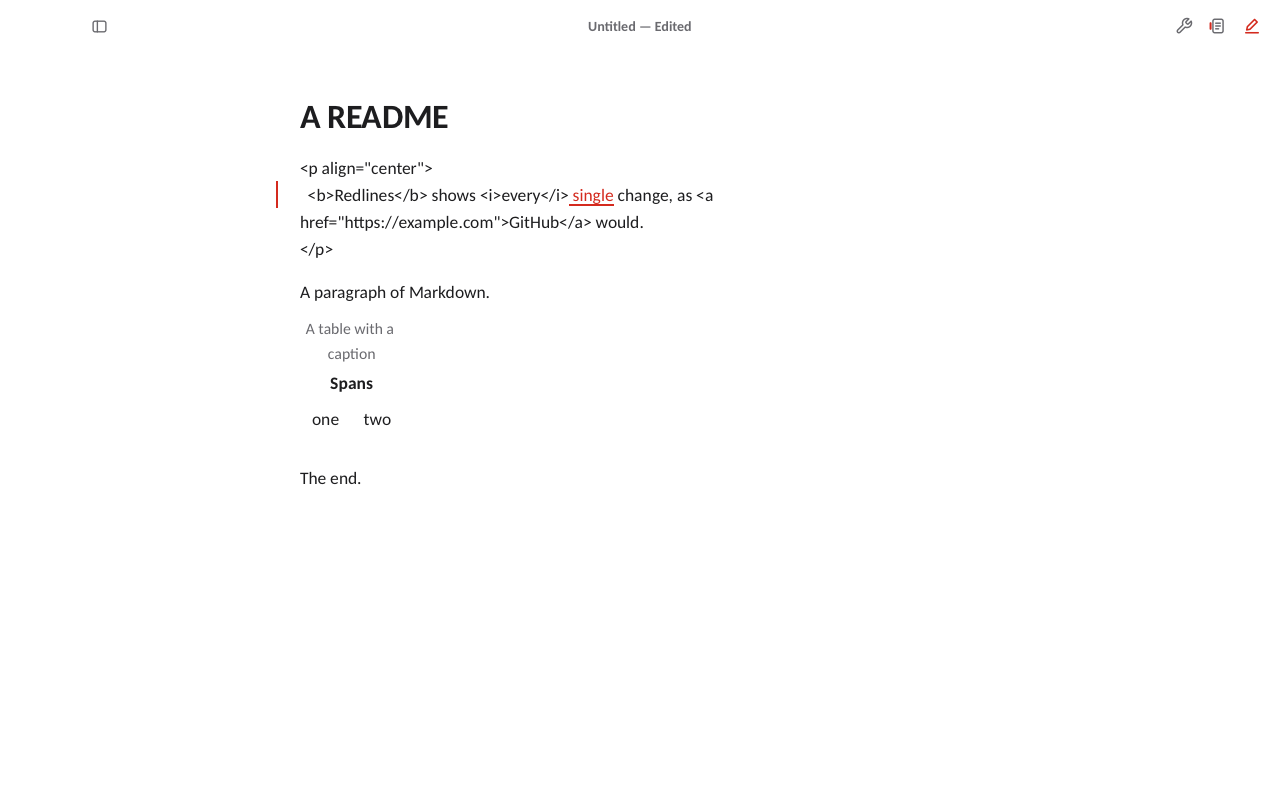 Untitled — Edited
A README
<p align="center">
<b>Redlines</b> shows <i>every</i> single change, as <a
href="https://example.com">GitHub</a> would.
</p>
A paragraph of Markdown.
A table with a
caption
Spans
one two
The end.